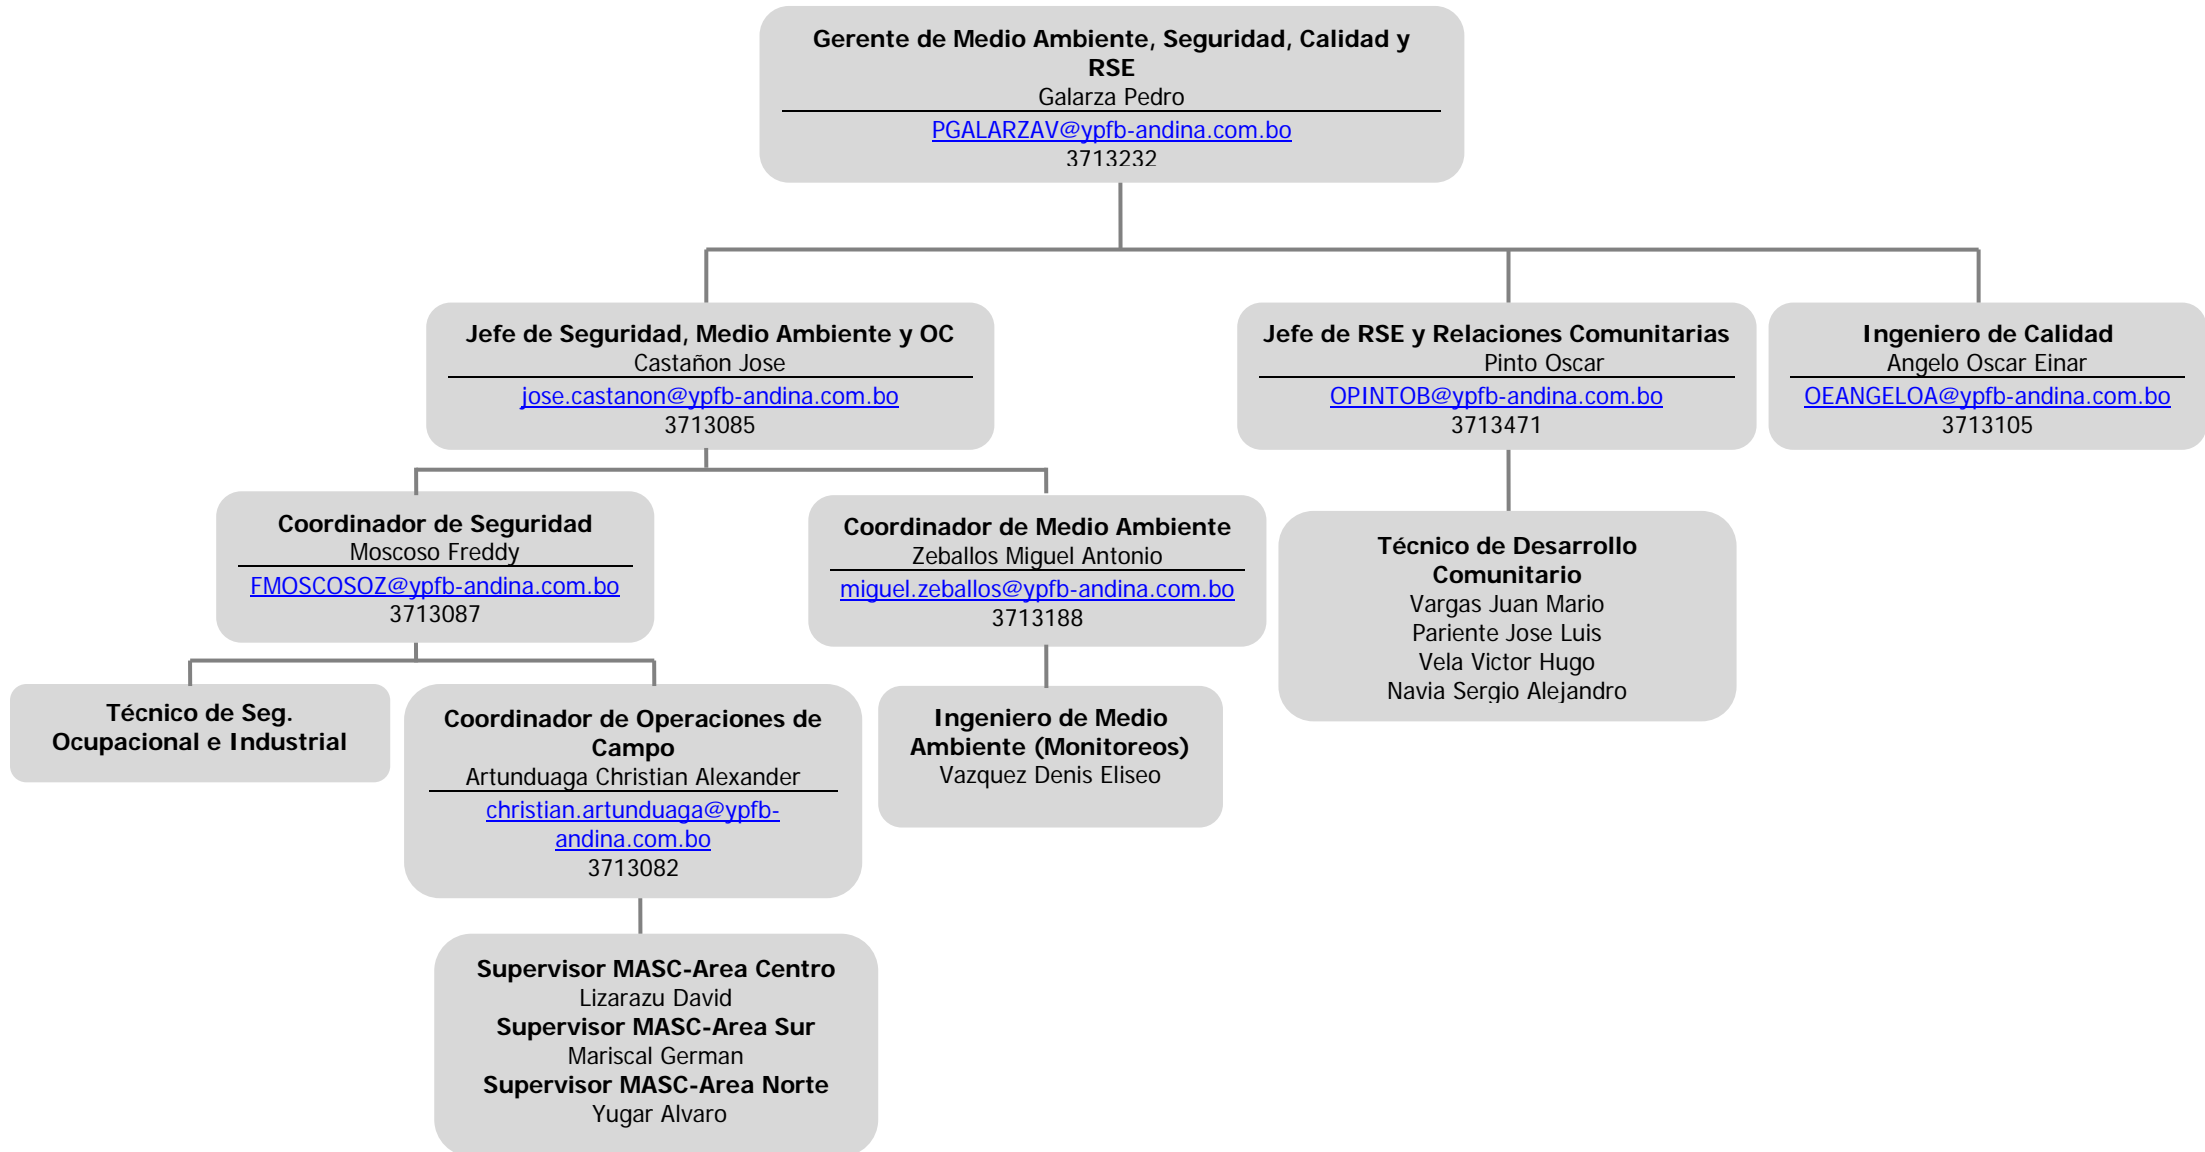 Gerente de Medio Ambiente, Seguridad, Calidad y
RSE
Galarza Pedro
PGALARZAV@ypfb-andina.com.bo
3713232
Jefe de Seguridad, Medio Ambiente y OC
Castañon Jose
jose.castanon@ypfb-andina.com.bo
3713085
Jefe de RSE y Relaciones Comunitarias
Pinto Oscar
OPINTOB@ypfb-andina.com.bo
3713471
Ingeniero de Calidad
Angelo Oscar Einar
OEANGELOA@ypfb-andina.com.bo
3713105
Coordinador de Seguridad
Moscoso Freddy
FMOSCOSOZ@ypfb-andina.com.bo
3713087
Coordinador de Medio Ambiente
Zeballos Miguel Antonio
miguel.zeballos@ypfb-andina.com.bo
3713188
Técnico de Desarrollo
Comunitario
Vargas Juan Mario
Pariente Jose Luis
Vela Victor Hugo
Navia Sergio Alejandro
Técnico de Seg.
Ocupacional e Industrial
Coordinador de Operaciones de
Campo
Artunduaga Christian Alexander
christian.artunduaga@ypfb-
andina.com.bo
3713082
Ingeniero de Medio
Ambiente (Monitoreos)
Vazquez Denis Eliseo
Supervisor MASC-Area Centro
Lizarazu David
Supervisor MASC-Area Sur
Mariscal German
Supervisor MASC-Area Norte
Yugar Alvaro